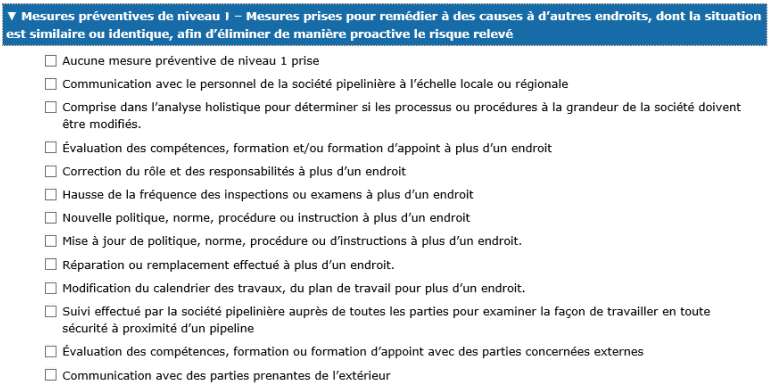 ▼ Mesures préventives de niveau I – Mesures prises pour remédier à des causes à d’autres endroits, dont la situation
est similaire ou identique, afin d’éliminer de manière proactive le risque relevé
Aucune mesure préventive de niveau 1 prise
Communication avec le personnel de la société pipelinière à l’échelle locale ou régionale
Comprise dans l’analyse holistique pour déterminer si les processus ou procédures à la grandeur de la société doivent
être modifiés.
Évaluation des compétences, formation et/ou formation d’appoint à plus d’un endroit
Correction du rôle et des responsabilités à plus d’un endroit
Hausse de la fréquence des inspections ou examens à plus d’un endroit
Nouvelle politique, norme, procédure ou instruction à plus d’un endroit
Mise à jour de politique, norme, procédure ou d’instructions à plus d’un endroit.
Réparation ou remplacement effectué à plus d’un endroit.
Modification du calendrier des travaux, du plan de travail pour plus d’un endroit.
Suivi effectué par la société pipelinière auprès de toutes les parties pour examiner la façon de travailler en toute
sécurité à proximité d’un pipeline
Évaluation des compétences, formation ou formation d’appoint avec des parties concernées externes
Communication avec des parties prenantes de l’extérieur